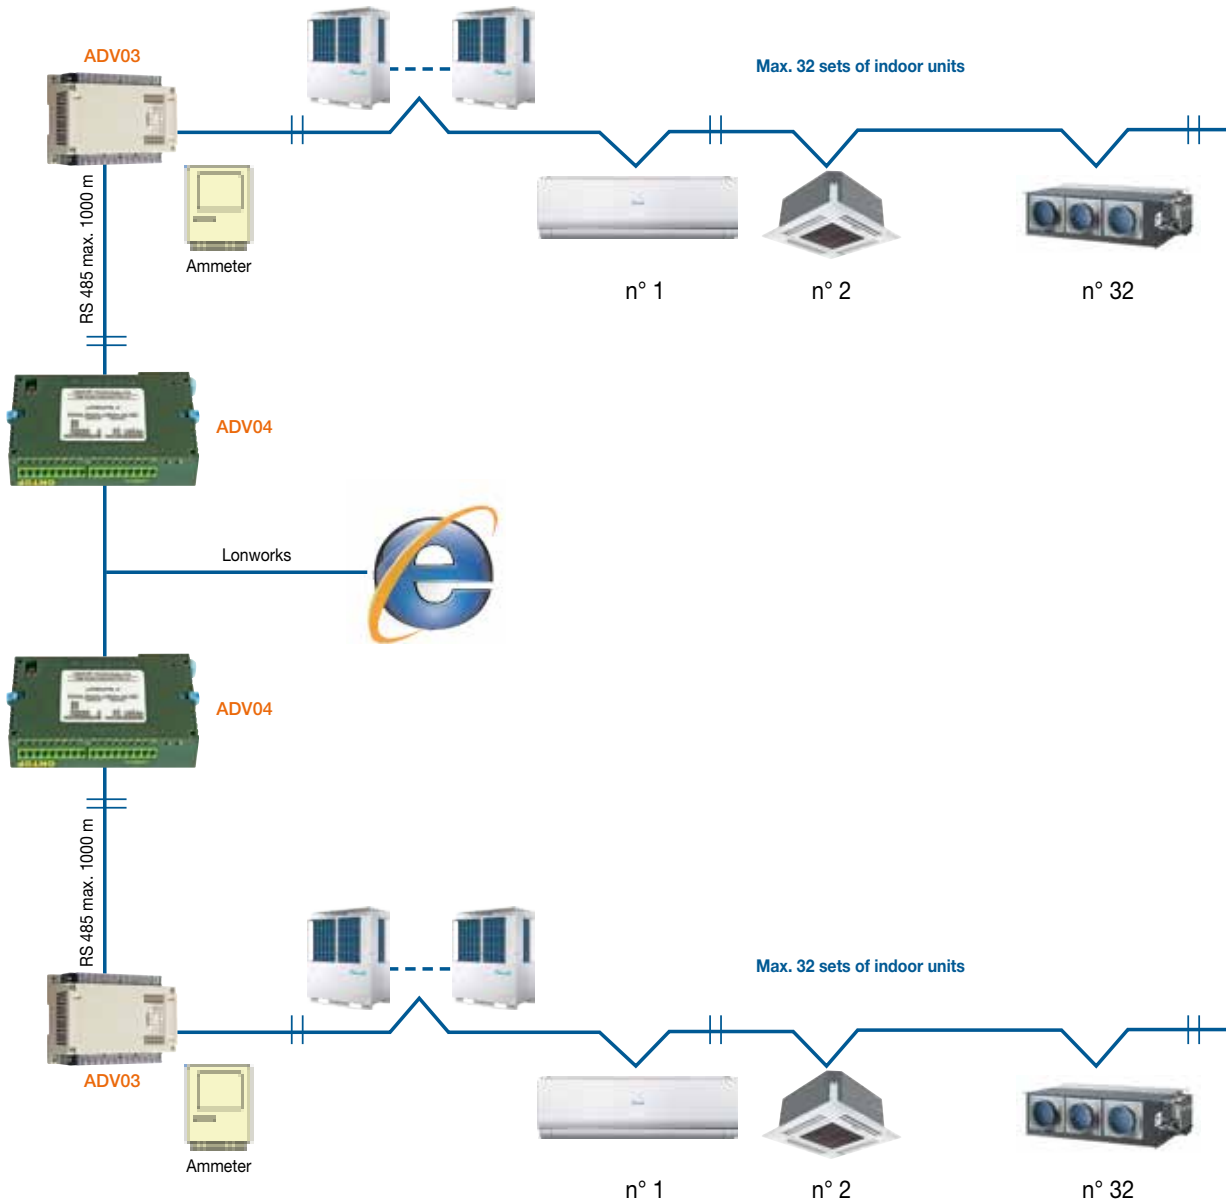 ADV03
Max. 32 sets of indoor units
RS 485 max. 1000 m
Ammeter
n° 1
n° 2
n° 32
ADV04
Lonworks
ADV04
RS 485 max. 1000 m
Max. 32 sets of indoor units
ADV03
Ammeter
n° 1
n° 2
n° 32